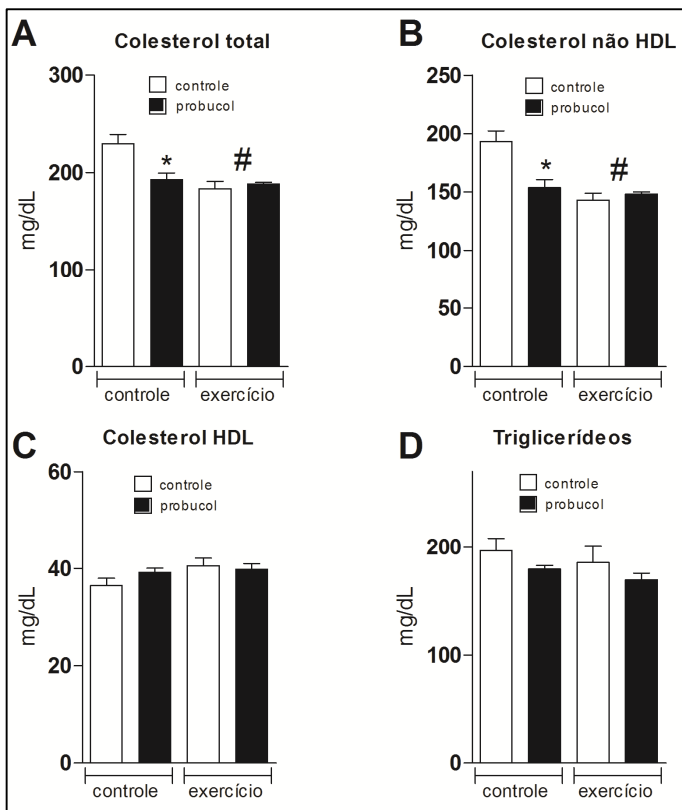 A
Colesterol total
controle
probucol
mg/dL
300
200
100
0
*
#
controle
exercício
B
Colesterol não HDL
controle
probucol
mg/dL
250
200
150
100
50
0
*
#
controle
exercício
C
Colesterol HDL
controle
probucol
mg/dL
60
40
20
0
controle
exercício
D
Triglicerídeos
controle
probucol
mg/dL
200
100
0
controle
exercício